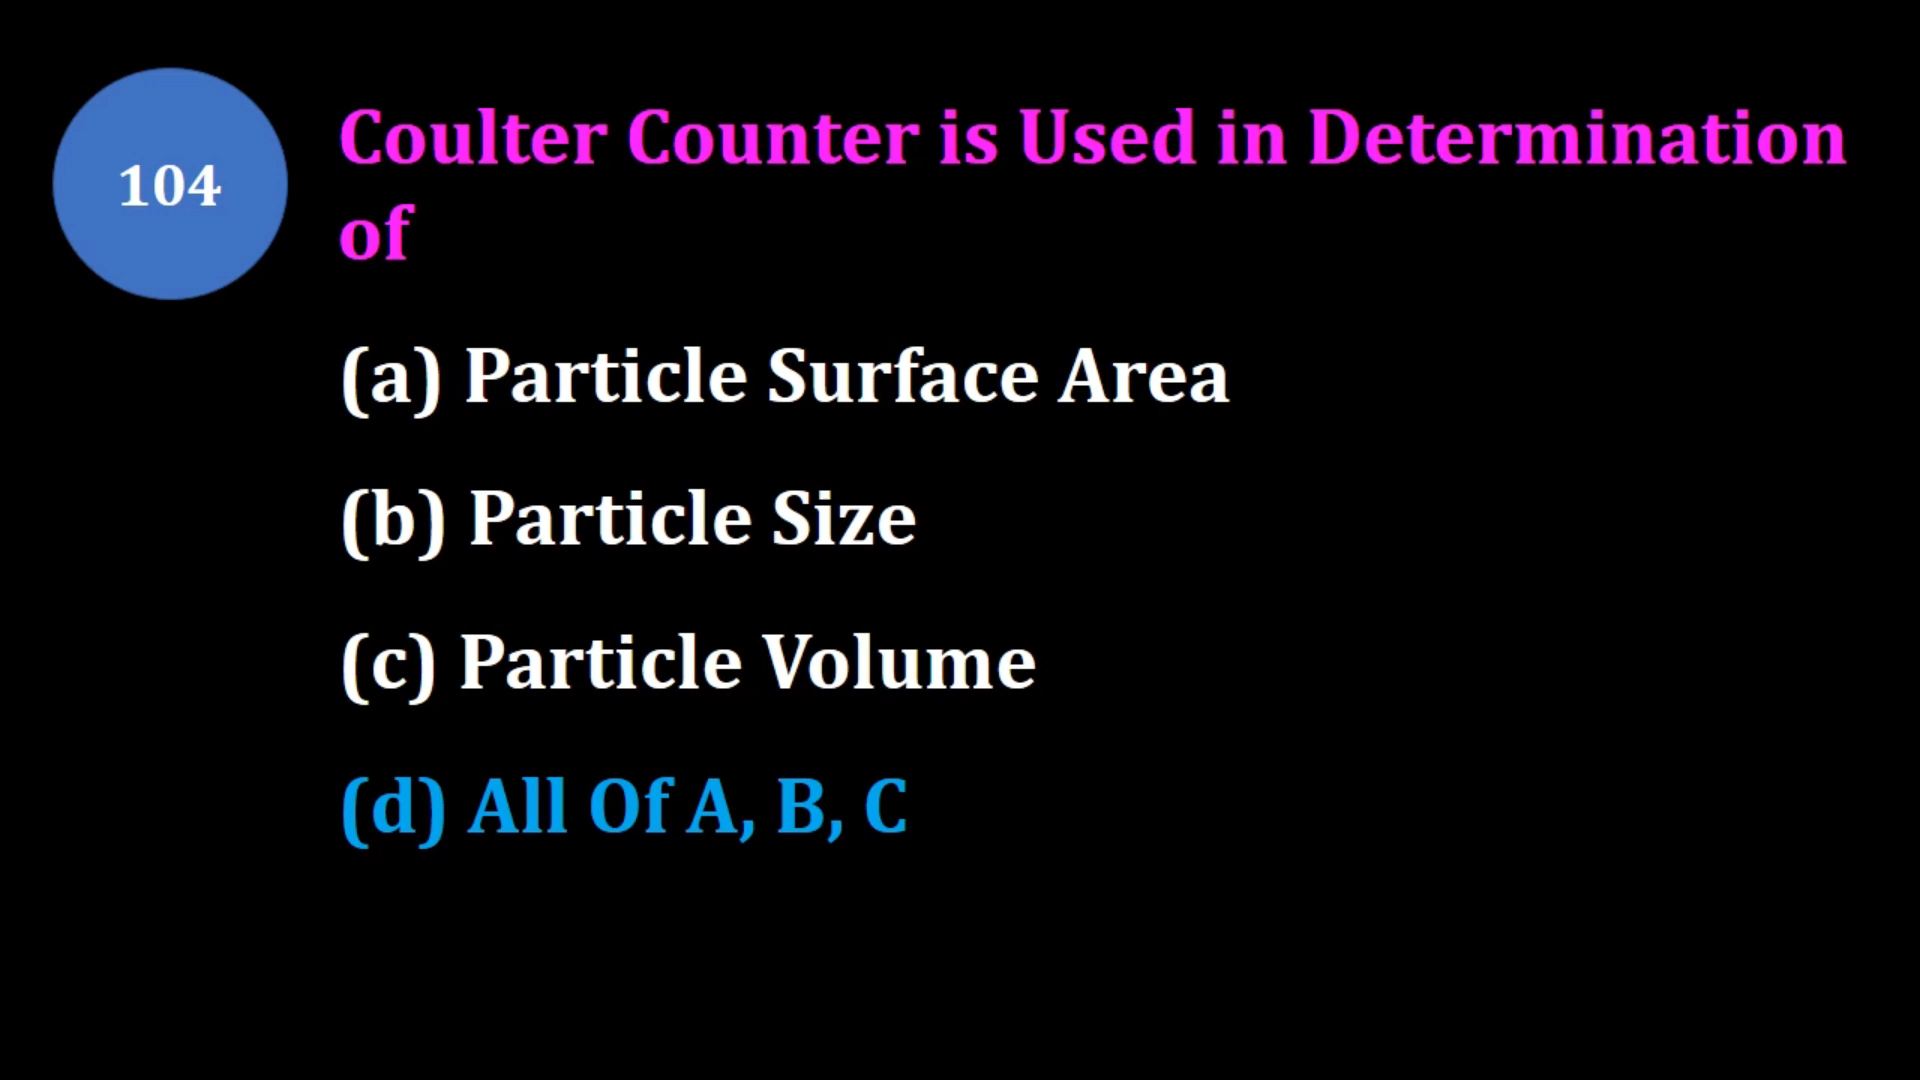 104
Coulter Counter is Used in Determination
of
(a) Particle Surface Area
(b) Particle Size
(c) Particle Volume
(d) All Of A, B, C